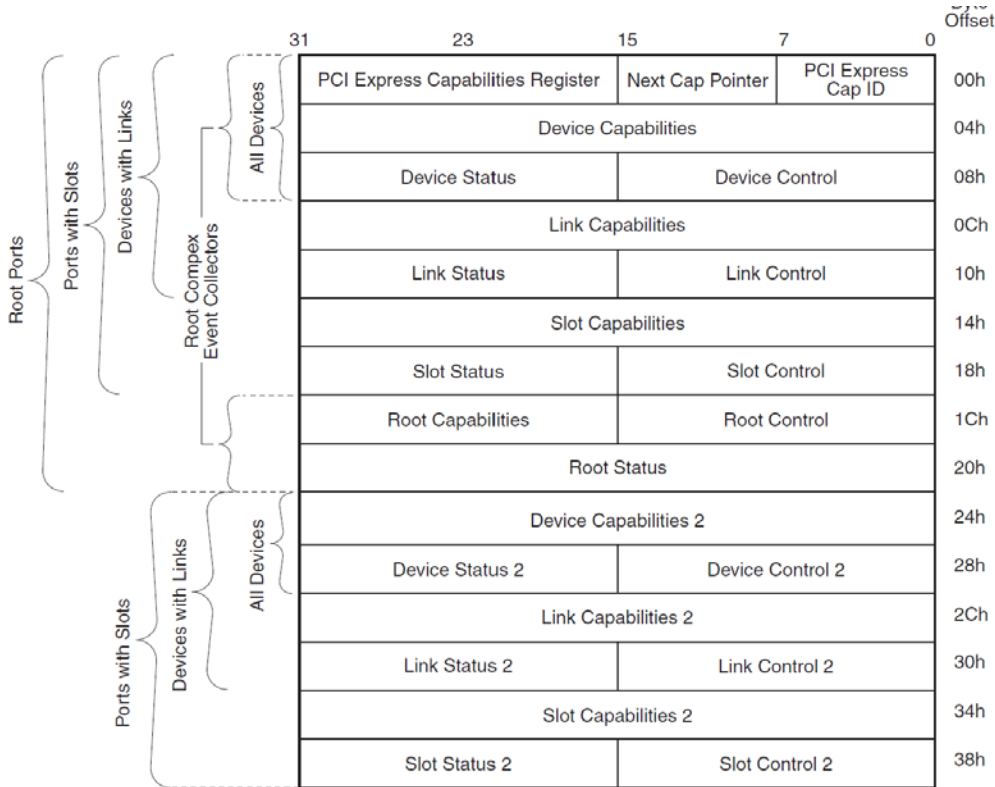 Offset
31 23 15 7 0
PCI Express Capabilities Register Next Cap Pointer PCI Express
Cap ID 00h
Device Capabilities 04h
Device Status Device Control 08h
Link Capabilities 0Ch
Link Status Link Control 10h
Slot Capabilities 14h
Slot Status Slot Control 18h
Root Capabilities Root Control 1Ch
Root Status 20h
Device Capabilities 2 24h
Device Status 2 Device Control 2 28h
Link Capabilities 2 2Ch
Link Status 2 Link Control 2 30h
Slot Capabilities 2 34h
Slot Status 2 Slot Control 2 38h
Root Ports
Ports with Slots
Devices with Links
Root Compex
Event Collectors
All Devices
Ports with Slots
Devices with Links
All Devices